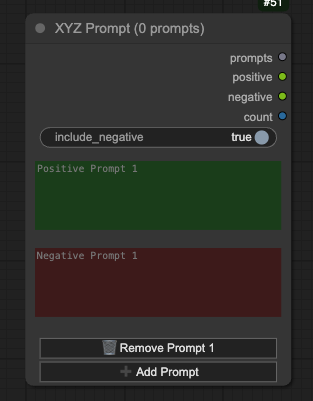 #51
XYZ Prompt (0 prompts)
prompts
positive
negative
count
include_negative true
Positive Prompt 1
Negative Prompt 1
🗑️ Remove Prompt 1
➕ Add Prompt